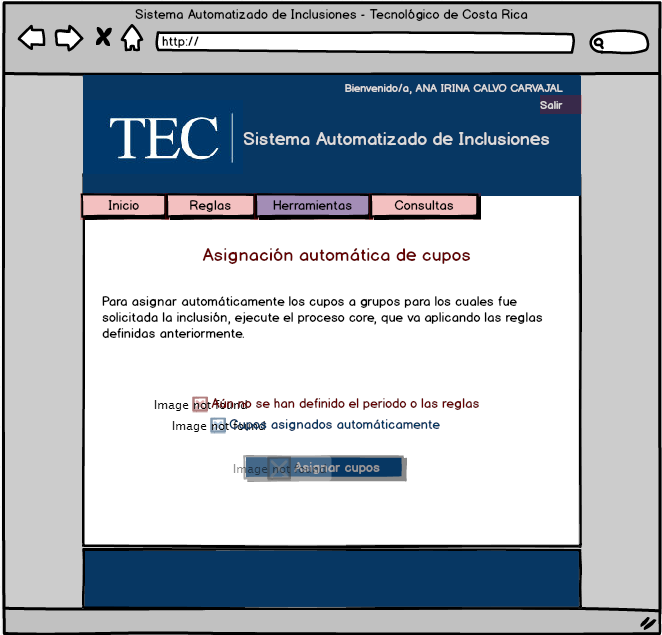 Sistema Automatizado de Inclusiones - Tecnológico de Costa Rica
http://
Bienvenido/a, ANA IRINA CALVO CARVAJAL
Salir
TEC Sistema Automatizado de Inclusiones
Inicio Reglas Herramientas Consultas
Asignación automática de cupos
Para asignar automáticamente los cupos a grupos para los cuales fue
solicitada la inclusión, ejecute el proceso core, que va aplicando las reglas
definidas anteriormente.
Image not found Aún no se han definido el periodo o las reglas
Image not found Cupos asignados automáticamente
Image not found Asignar cupos